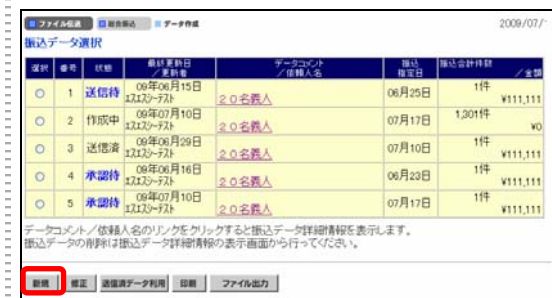 ファイル伝送 総合振込 データ作成 2009/07/
振込データ選択
選択 番号 状態 最終更新日／更新者 データコメント／依頼人名 振込指定日 振込合計件数／金額
1 送信待 09年06月15日 ｴｽｴｽｼｰﾃｽﾄ ２０名義人 06月25日 1件 ¥111,111
2 作成中 09年07月10日 ｴｽｴｽｼｰﾃｽﾄ ２０名義人 07月17日 1,301件 ¥0
3 送信済 09年06月29日 ｴｽｴｽｼｰﾃｽﾄ ２０名義人 07月10日 1件 ¥111,111
4 承認待 09年06月16日 ｴｽｴｽｼｰﾃｽﾄ ２０名義人 06月23日 1件 ¥111,111
5 承認待 09年07月10日 ｴｽｴｽｼｰﾃｽﾄ ２０名義人 07月17日 1件 ¥111,111
データコメント／依頼人名のリンクをクリックすると振込データ詳細情報を表示します。
振込データの削除は振込データ詳細情報の表示画面から行ってください。
新規 修正 送信済データ利用 印刷 ファイル出力